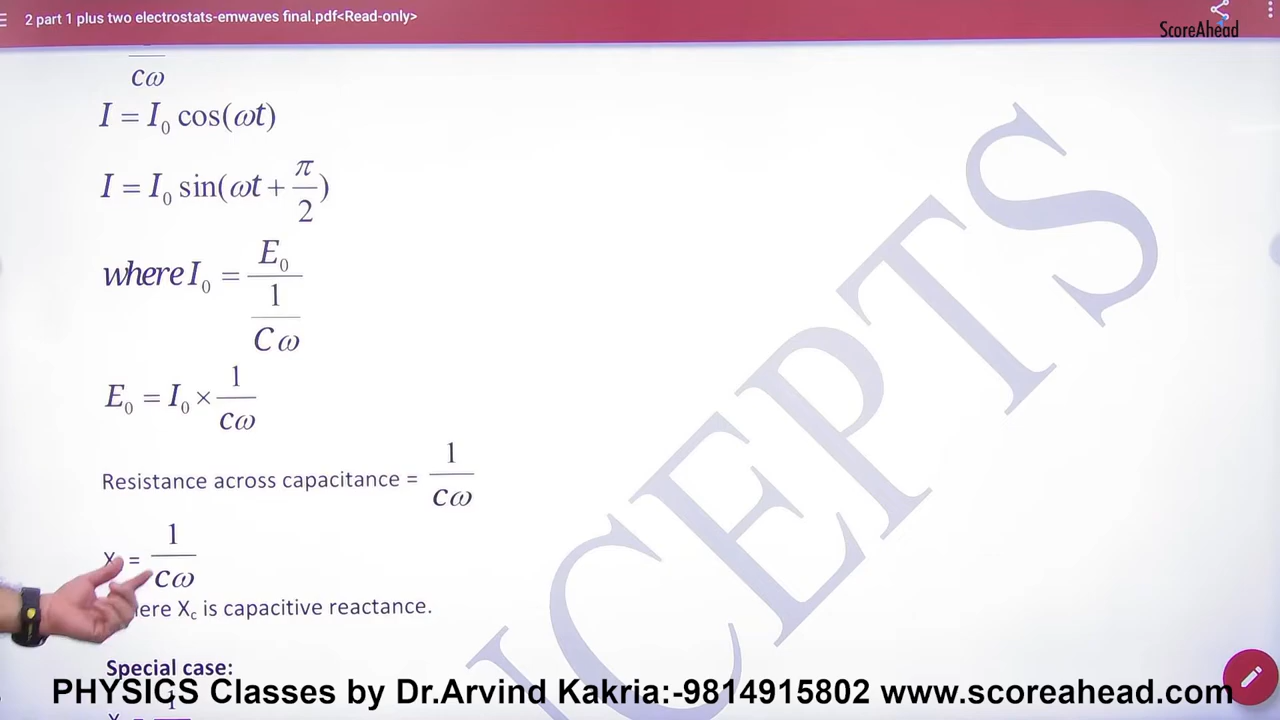 2 part 1 plus two electrostats-emwaves final.pdf<Read-only>
ScoreAhead
cω
I = I₀ cos(ωt)
I = I₀ sin(ωt + π/2)
where I₀ = E₀/(1/Cω)
E₀ = I₀ × 1/cω
Resistance across capacitance = 1/cω
X = 1/cω
ere Xc is capacitive reactance.
Special case:
PHYSICS Classes by Dr.Arvind Kakria:-9814915802 www.scoreahead.com
CEPTS